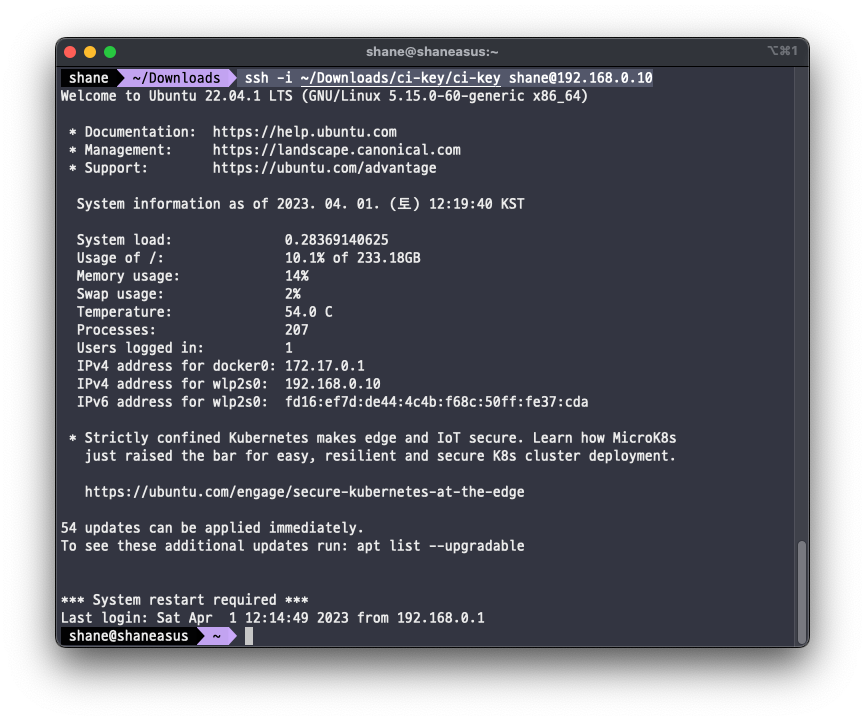 shane@shaneasus:~
⌥⌘1
shane ~/Downloads ssh -i ~/Downloads/ci-key/ci-key shane@192.168.0.10
Welcome to Ubuntu 22.04.1 LTS (GNU/Linux 5.15.0-60-generic x86_64)
* Documentation: https://help.ubuntu.com
* Management: https://landscape.canonical.com
* Support: https://ubuntu.com/advantage
System information as of 2023. 04. 01. (토) 12:19:40 KST
System load: 0.28369140625
Usage of /: 10.1% of 233.18GB
Memory usage: 14%
Swap usage: 2%
Temperature: 54.0 C
Processes: 207
Users logged in: 1
IPv4 address for docker0: 172.17.0.1
IPv4 address for wlp2s0: 192.168.0.10
IPv6 address for wlp2s0: fd16:ef7d:de44:4c4b:f68c:50ff:fe37:cda
* Strictly confined Kubernetes makes edge and IoT secure. Learn how MicroK8s
just raised the bar for easy, resilient and secure K8s cluster deployment.
https://ubuntu.com/engage/secure-kubernetes-at-the-edge
54 updates can be applied immediately.
To see these additional updates run: apt list --upgradable
*** System restart required ***
Last login: Sat Apr  1 12:14:49 2023 from 192.168.0.1
shane@shaneasus ~